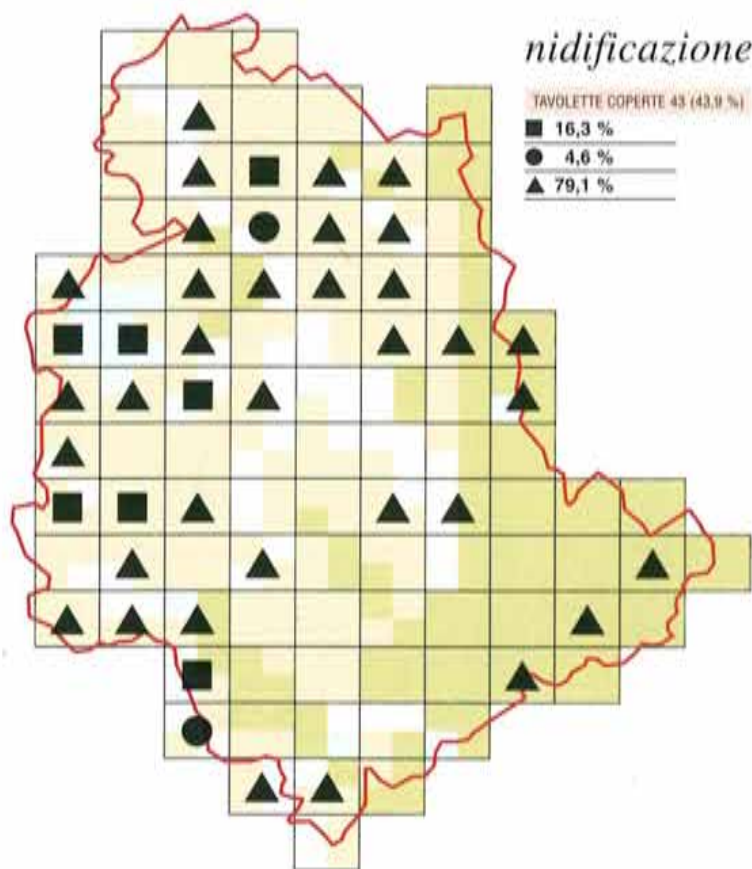 nidificazione
TAVOLETTE COPERTE 43 (43,9 %)
■ 16,3 %
● 4,6 %
▲ 79,1 %